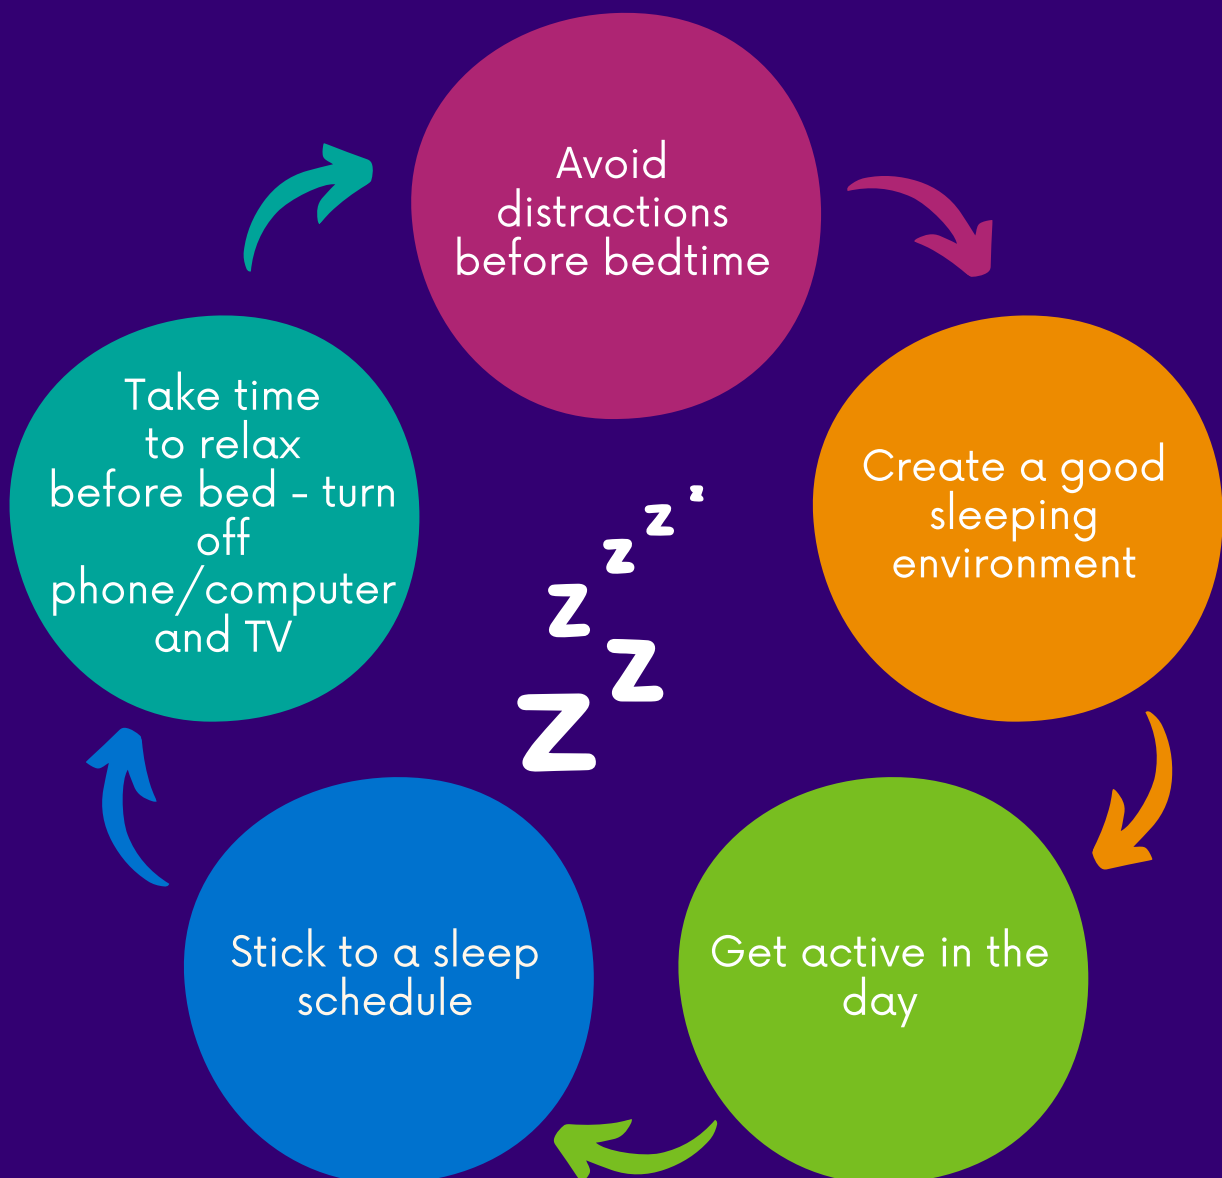 Avoid
distractions
before bedtime
Create a good
sleeping
environment
Get active in the
day
Stick to a sleep
schedule
Take time
to relax
before bed - turn
off
phone/computer
and TV
z
z
z
z
z
z